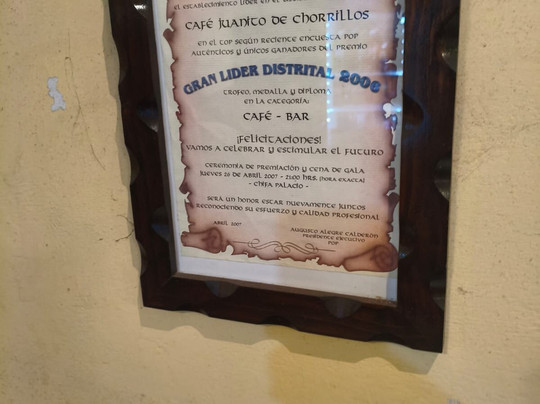 EL ESTABLECIMIENTO LIDER EN EL
CAFÉ JUANITO DE CHORRILLOS
EN EL TOP SEGÚN RECIENTE ENCUESTA POP
AUTÉNTICOS Y ÚNICOS GANADORES DEL PREMIO
GRAN LIDER DISTRITAL 2006
TROFEO, MEDALLA Y DIPLOMA
EN LA CATEGORÍA:
CAFÉ - BAR
¡FELICITACIONES!
VAMOS A CELEBRAR Y ESTIMULAR EL FUTURO
CEREMONIA DE PREMIACIÓN Y CENA DE GALA
JUEVES 26 DE ABRIL 2007 - 21:00 HRS. (HORA EXACTA)
- CHIFA PALACIO -
SERÁ UN HONOR ESTAR NUEVAMENTE JUNTOS
RECONOCIENDO SU ESFUERZO Y CALIDAD PROFESIONAL
ABRIL 2007
AUGUSTO ALEGRE CALDERÓN
PRESIDENTE EJECUTIVO
POP